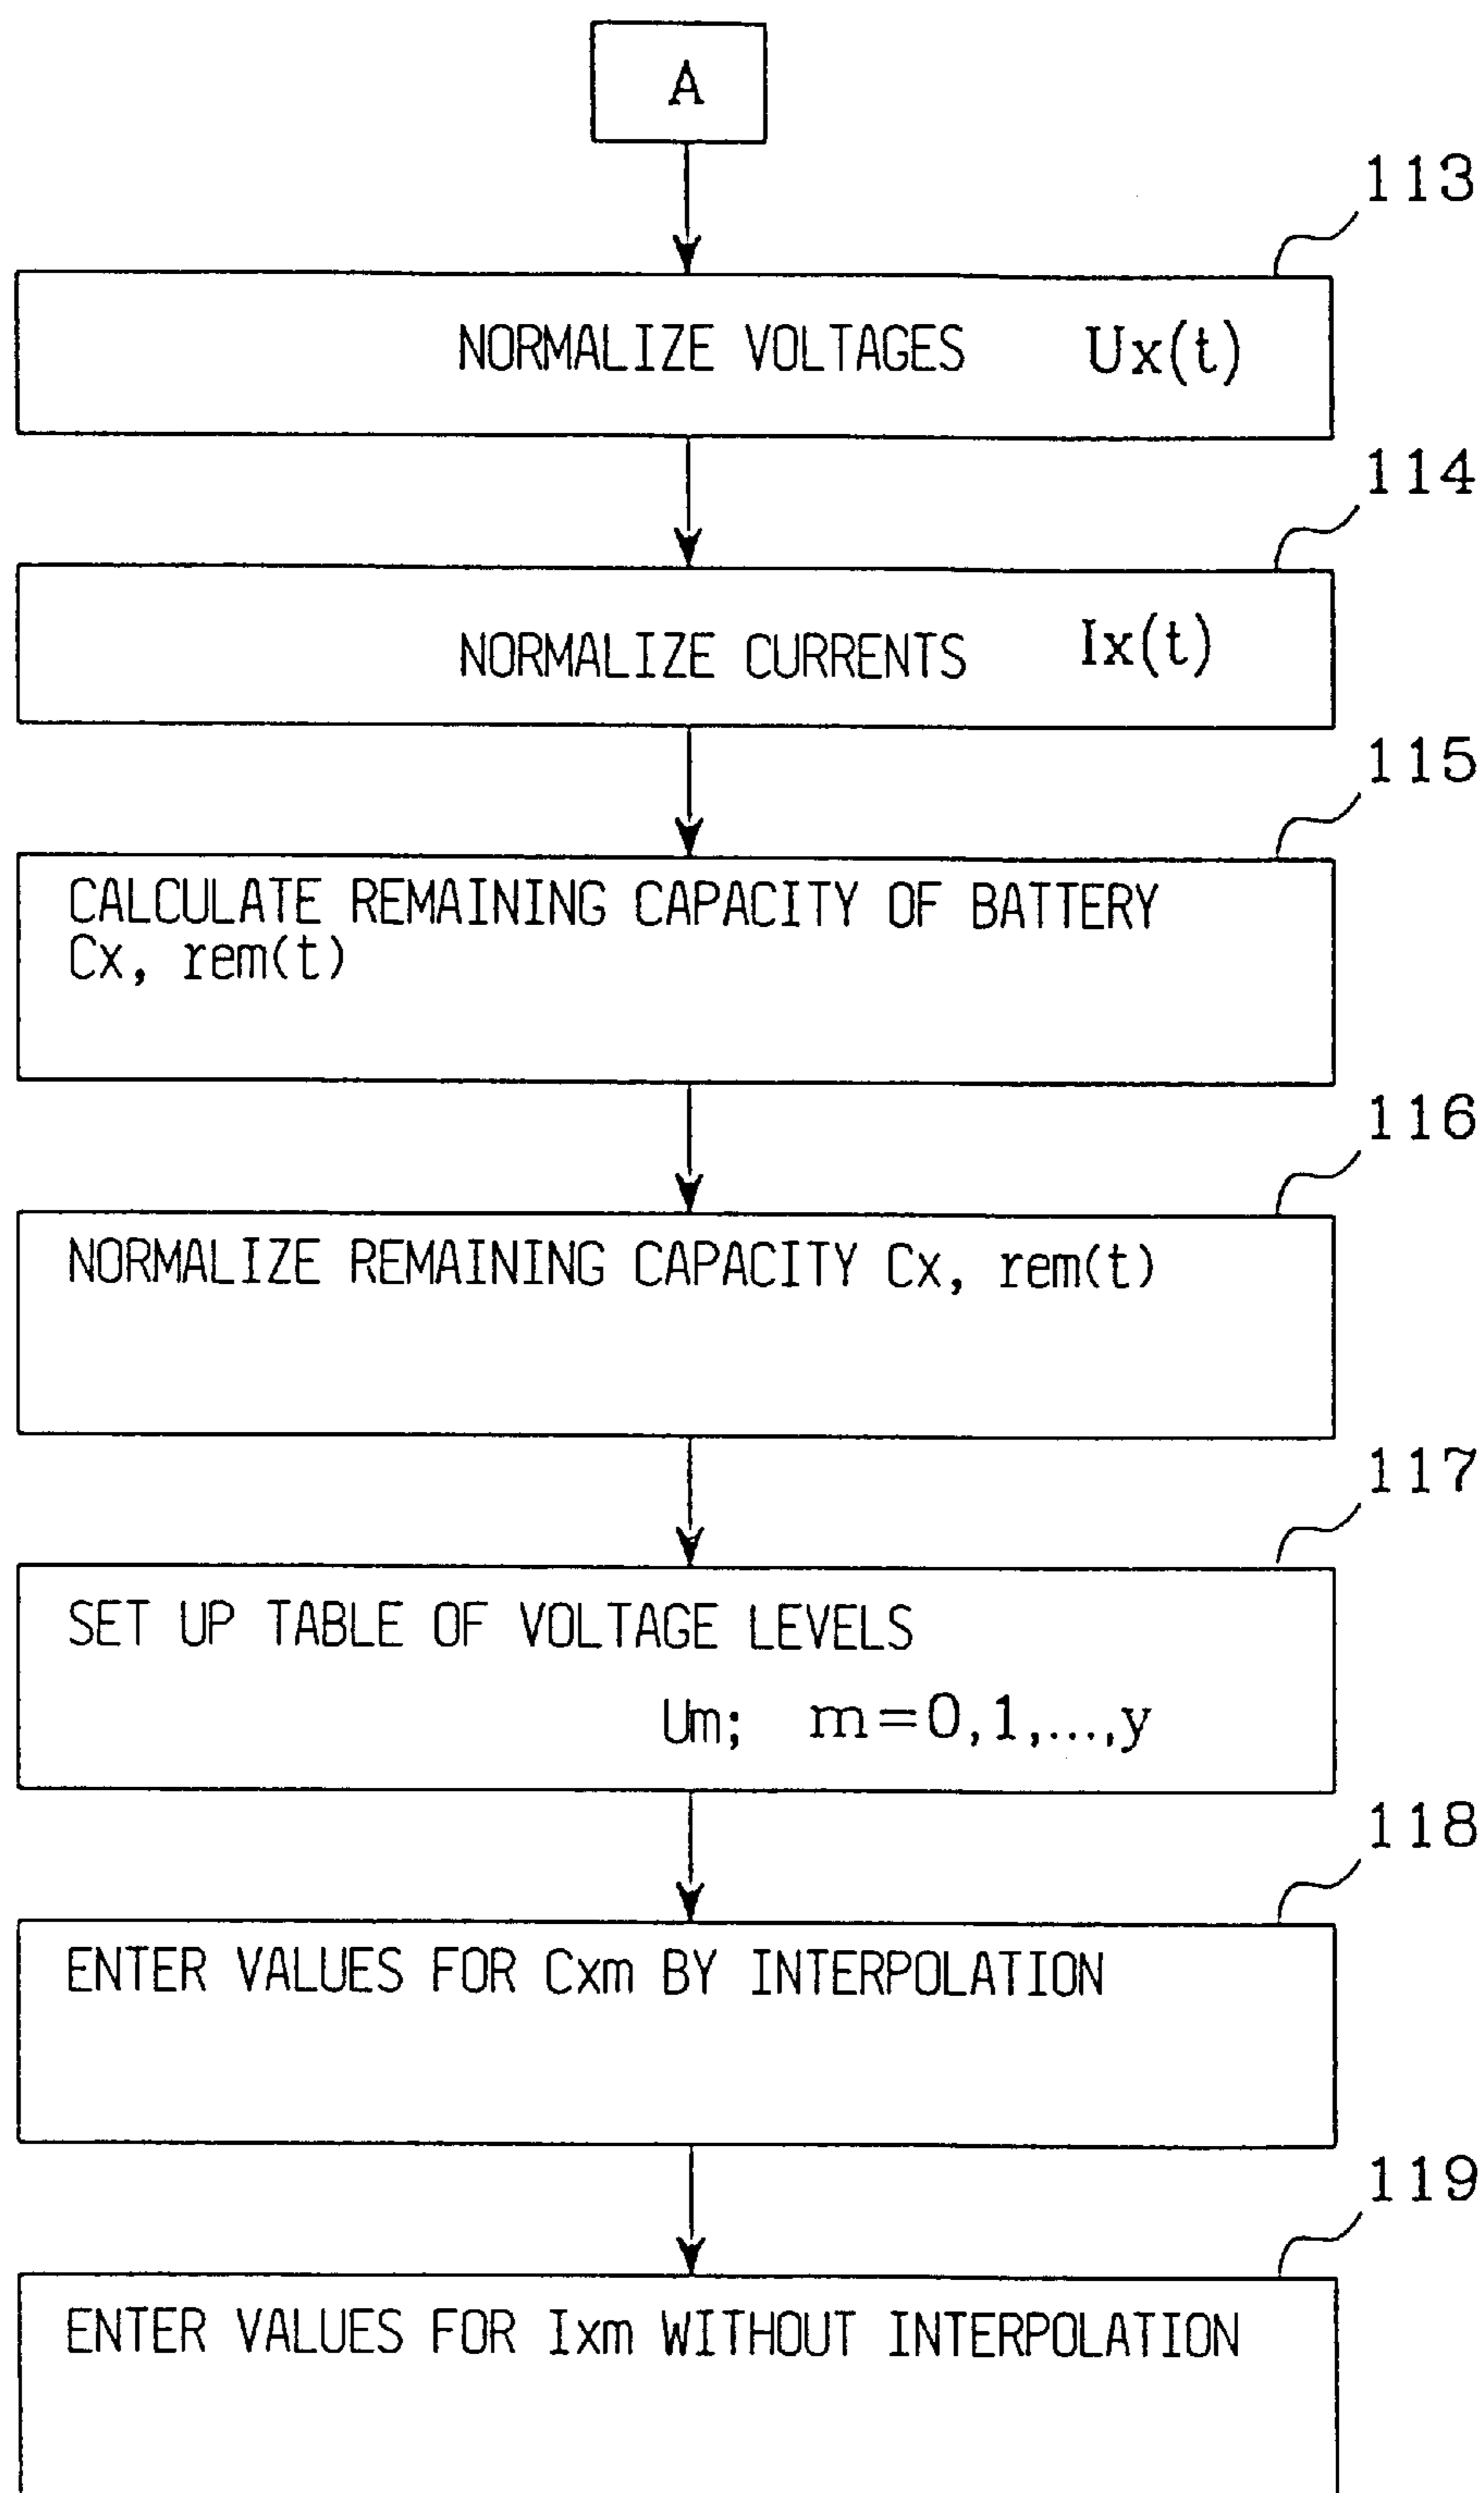 A
113
NORMALIZE VOLTAGES Ux(t)
114
NORMALIZE CURRENTS Ix(t)
115
CALCULATE REMAINING CAPACITY OF BATTERY
Cx, rem(t)
116
NORMALIZE REMAINING CAPACITY Cx, rem(t)
117
SET UP TABLE OF VOLTAGE LEVELS
Um; m=0,1,...,y
118
ENTER VALUES FOR Cxm BY INTERPOLATION
119
ENTER VALUES FOR Ixm WITHOUT INTERPOLATION